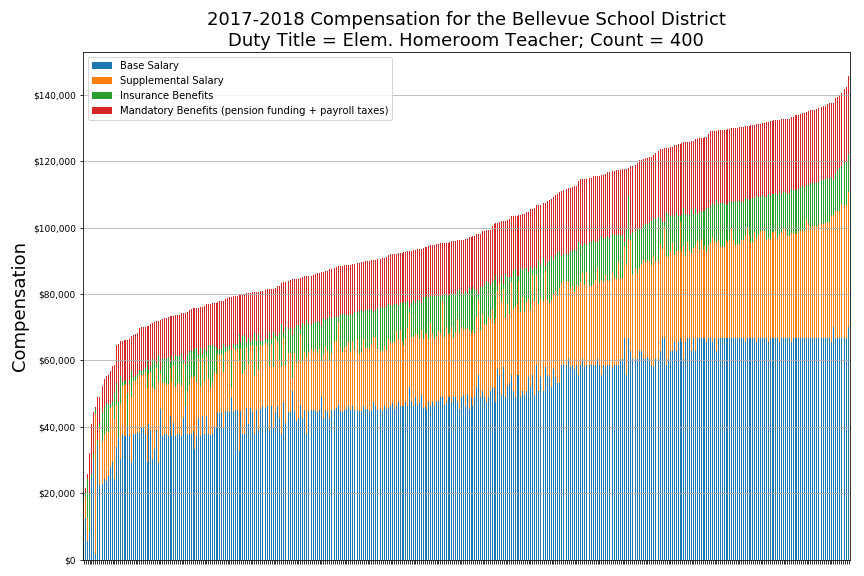 2017-2018 Compensation for the Bellevue School District
Duty Title = Elem. Homeroom Teacher; Count = 400
Base Salary
Supplemental Salary
Insurance Benefits
Mandatory Benefits (pension funding + payroll taxes)
$140,000
$120,000
$100,000
$80,000
$60,000
$40,000
$20,000
$0
Compensation